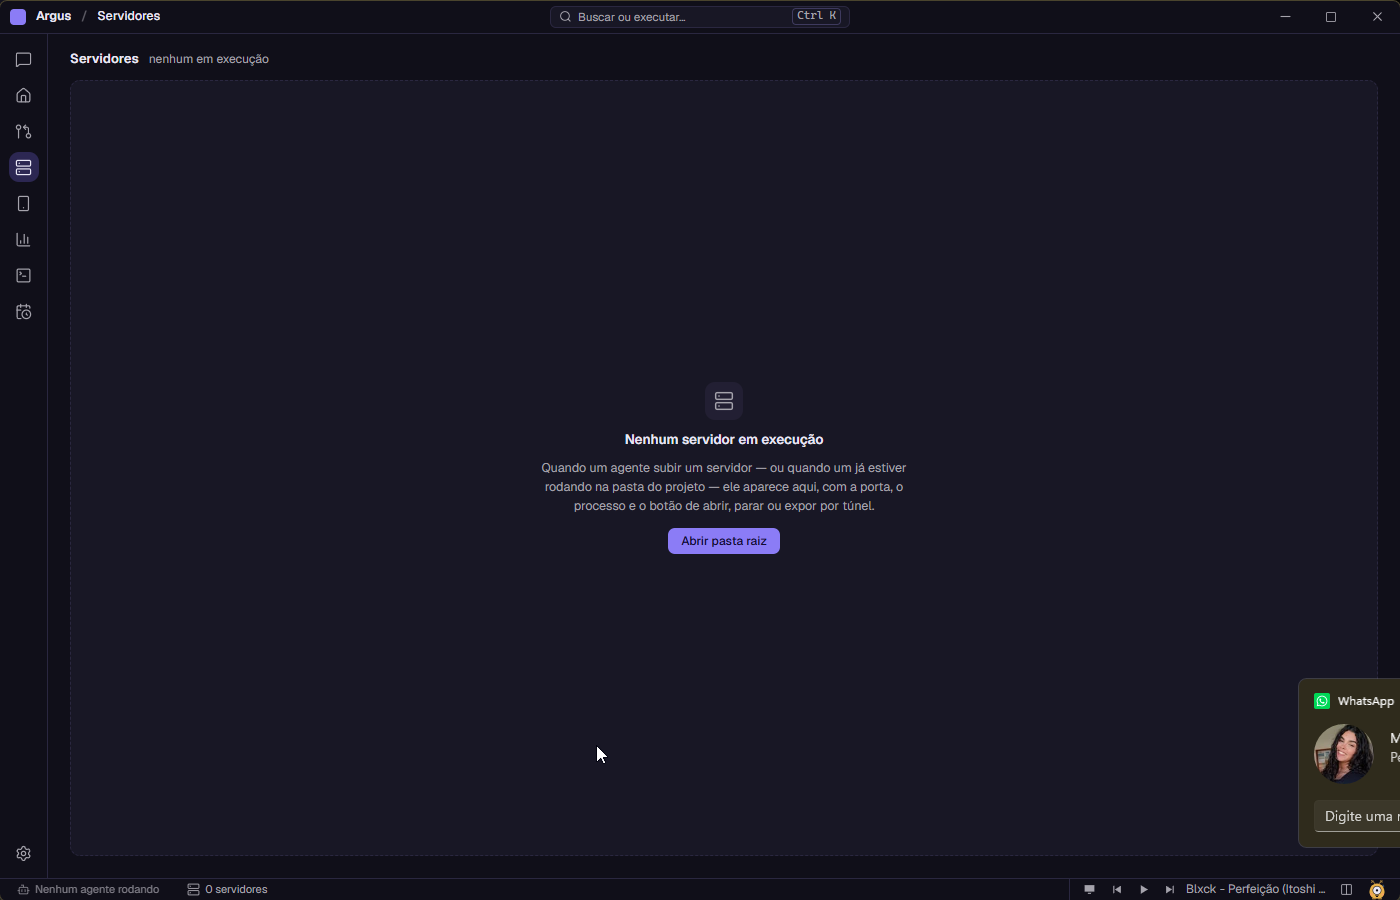 Argus / Servidores
Buscar ou executar...
Ctrl K
Servidores nenhum em execução
Nenhum servidor em execução
Quando um agente subir um servidor — ou quando um já estiver
rodando na pasta do projeto — ele aparece aqui, com a porta, o
processo e o botão de abrir, parar ou expor por túnel.
Abrir pasta raiz
WhatsApp
Digite uma
Nenhum agente rodando
0 servidores
Blxck - Perfeição (Itoshi ...